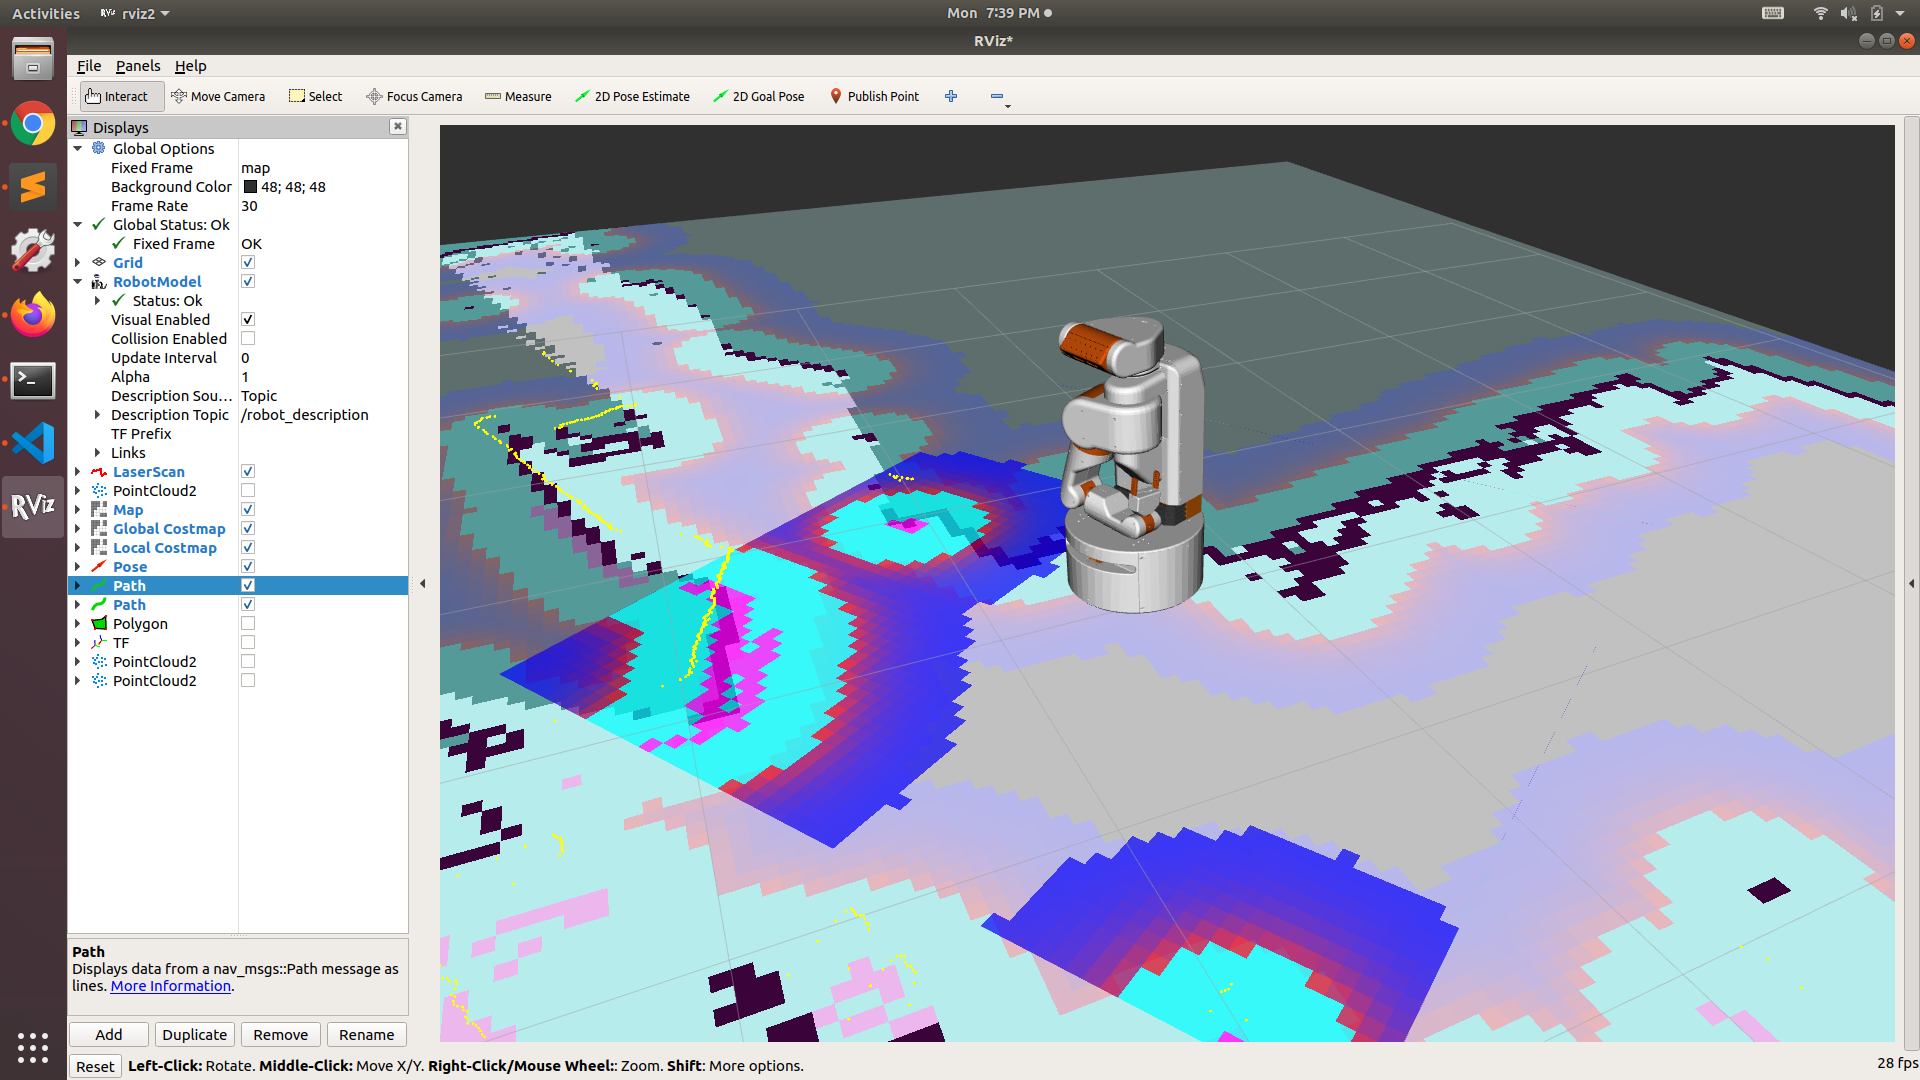 Activities
RViz rviz2
Mon 7:39 PM
RViz*
File Panels Help
Interact Move Camera Select Focus Camera Measure 2D Pose Estimate 2D Goal Pose Publish Point
Displays
Global Options
Fixed Frame map
Background Color 48; 48; 48
Frame Rate 30
Global Status: Ok
Fixed Frame OK
Grid
RobotModel
Status: Ok
Visual Enabled
Collision Enabled
Update Interval 0
Alpha 1
Description Sou... Topic
Description Topic /robot_description
TF Prefix
Links
LaserScan
PointCloud2
Map
Global Costmap
Local Costmap
Pose
Path
Path
Polygon
TF
PointCloud2
PointCloud2
RViz
Path
Displays data from a nav_msgs::Path message as
lines. More Information.
Add Duplicate Remove Rename
Reset Left-Click: Rotate. Middle-Click: Move X/Y. Right-Click/Mouse Wheel:: Zoom. Shift: More options.
28 fps